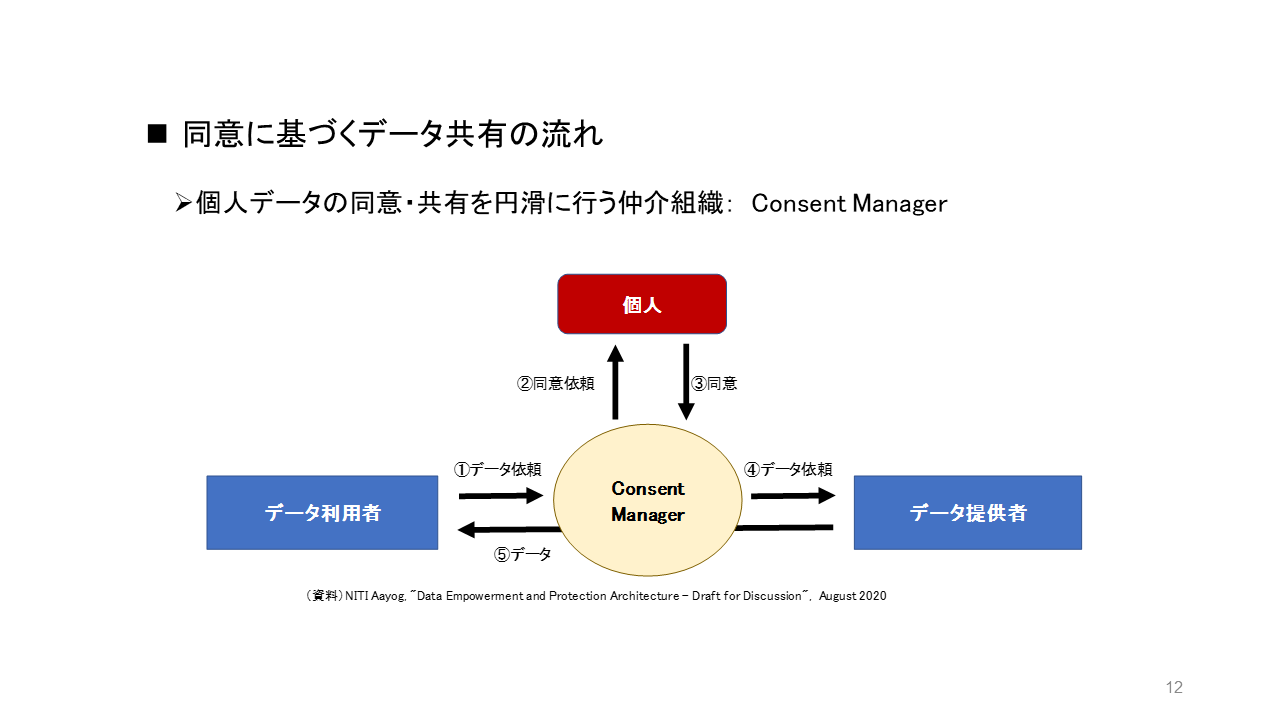 ■ 同意に基づくデータ共有の流れ
➢個人データの同意・共有を円滑に行う仲介組織： Consent Manager
個人
②同意依頼
③同意
①データ依頼
④データ依頼
データ利用者
Consent
Manager
データ提供者
⑤データ
（資料）NITI Aayog, ”Data Empowerment and Protection Architecture – Draft for Discussion”, August 2020
12